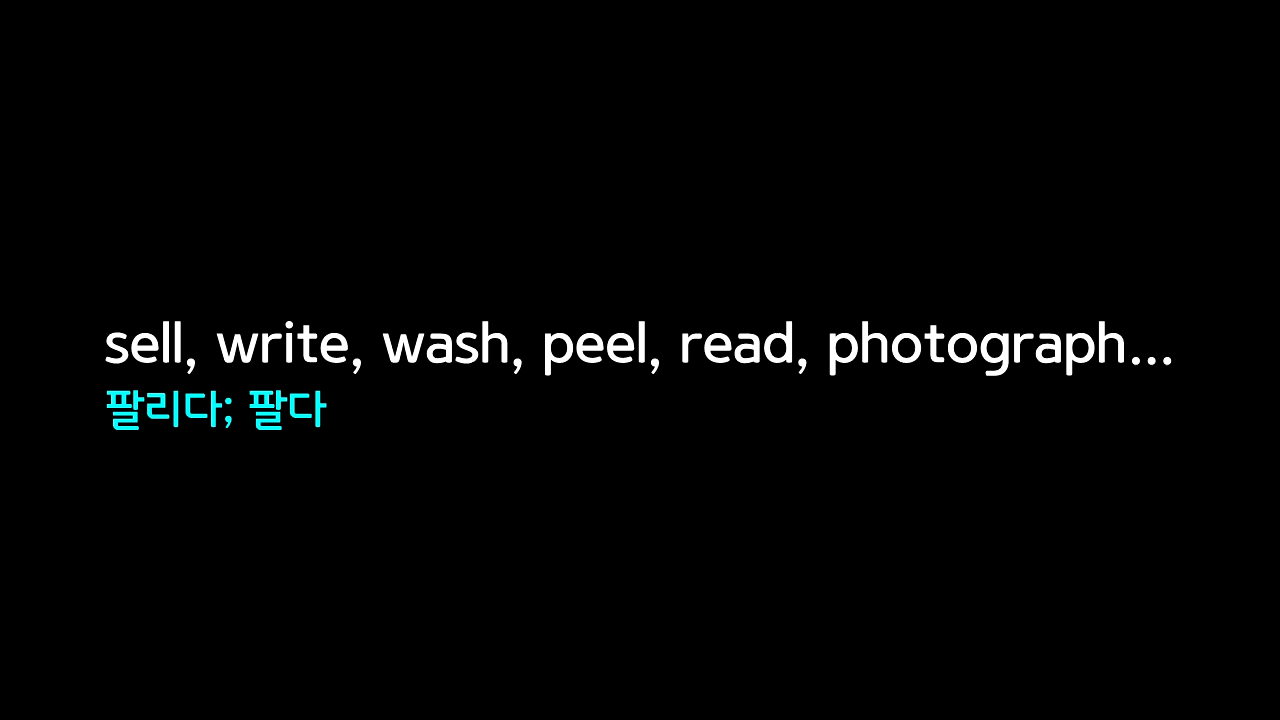 sell, write, wash, peel, read, photograph...
팔리다; 팔다